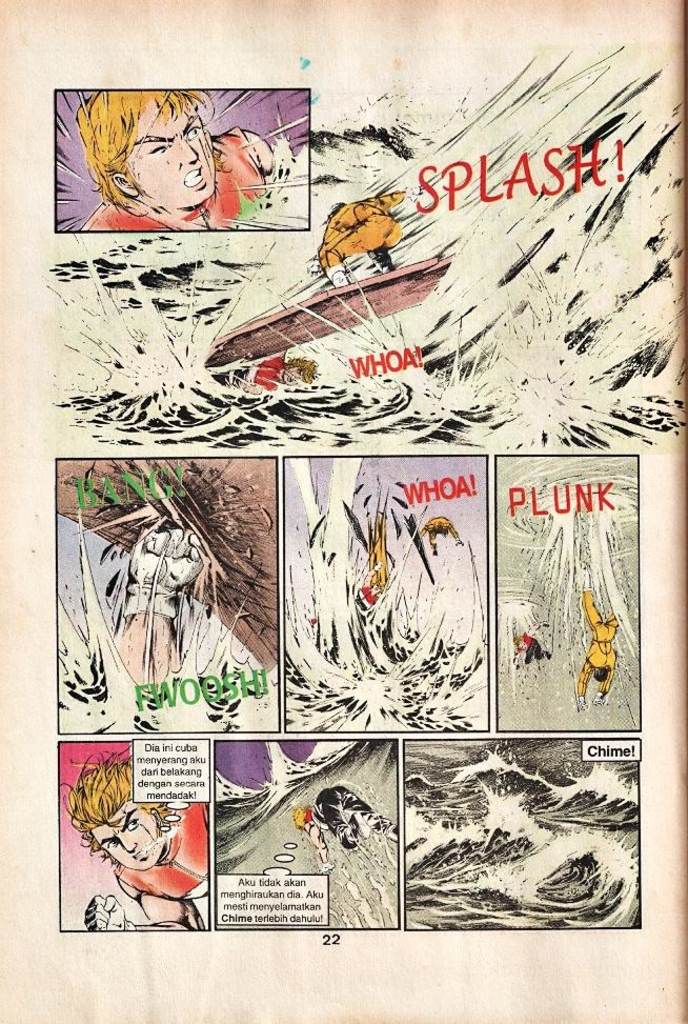 SPLASH!
WHOA!
BANG!
FWOOSH!
WHOA!
PLUNK
Dia ini cuba
menyerang aku
dari belakang
dengan secara
mendadak!
Aku tidak akan
menghiraukan dia. Aku
mesti menyelamatkan
Chime terlebih dahulu!
Chime!
22